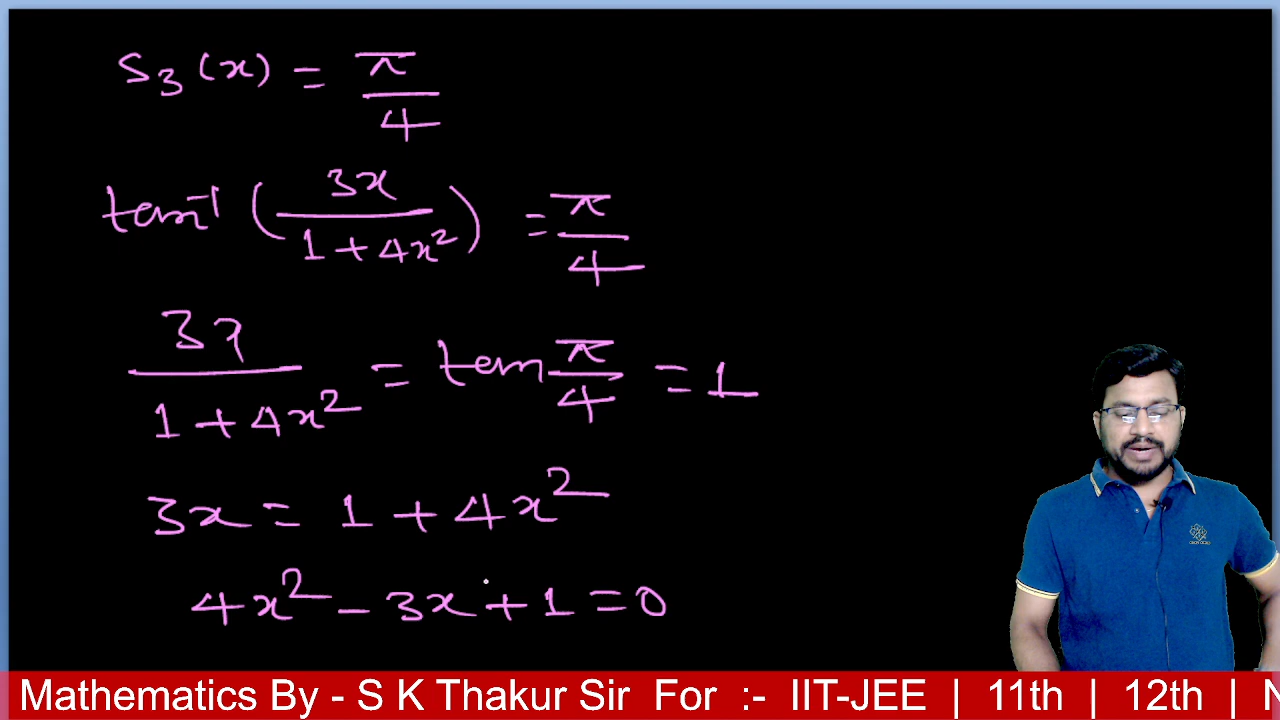 S₃(x) = π/4
tan⁻¹(3x/(1+4x²)) = π/4
3x/(1+4x²) = tan π/4 = 1
3x = 1 + 4x²
4x² - 3x + 1 = 0
Mathematics By - S K Thakur Sir For :- IIT-JEE | 11th | 12th | N